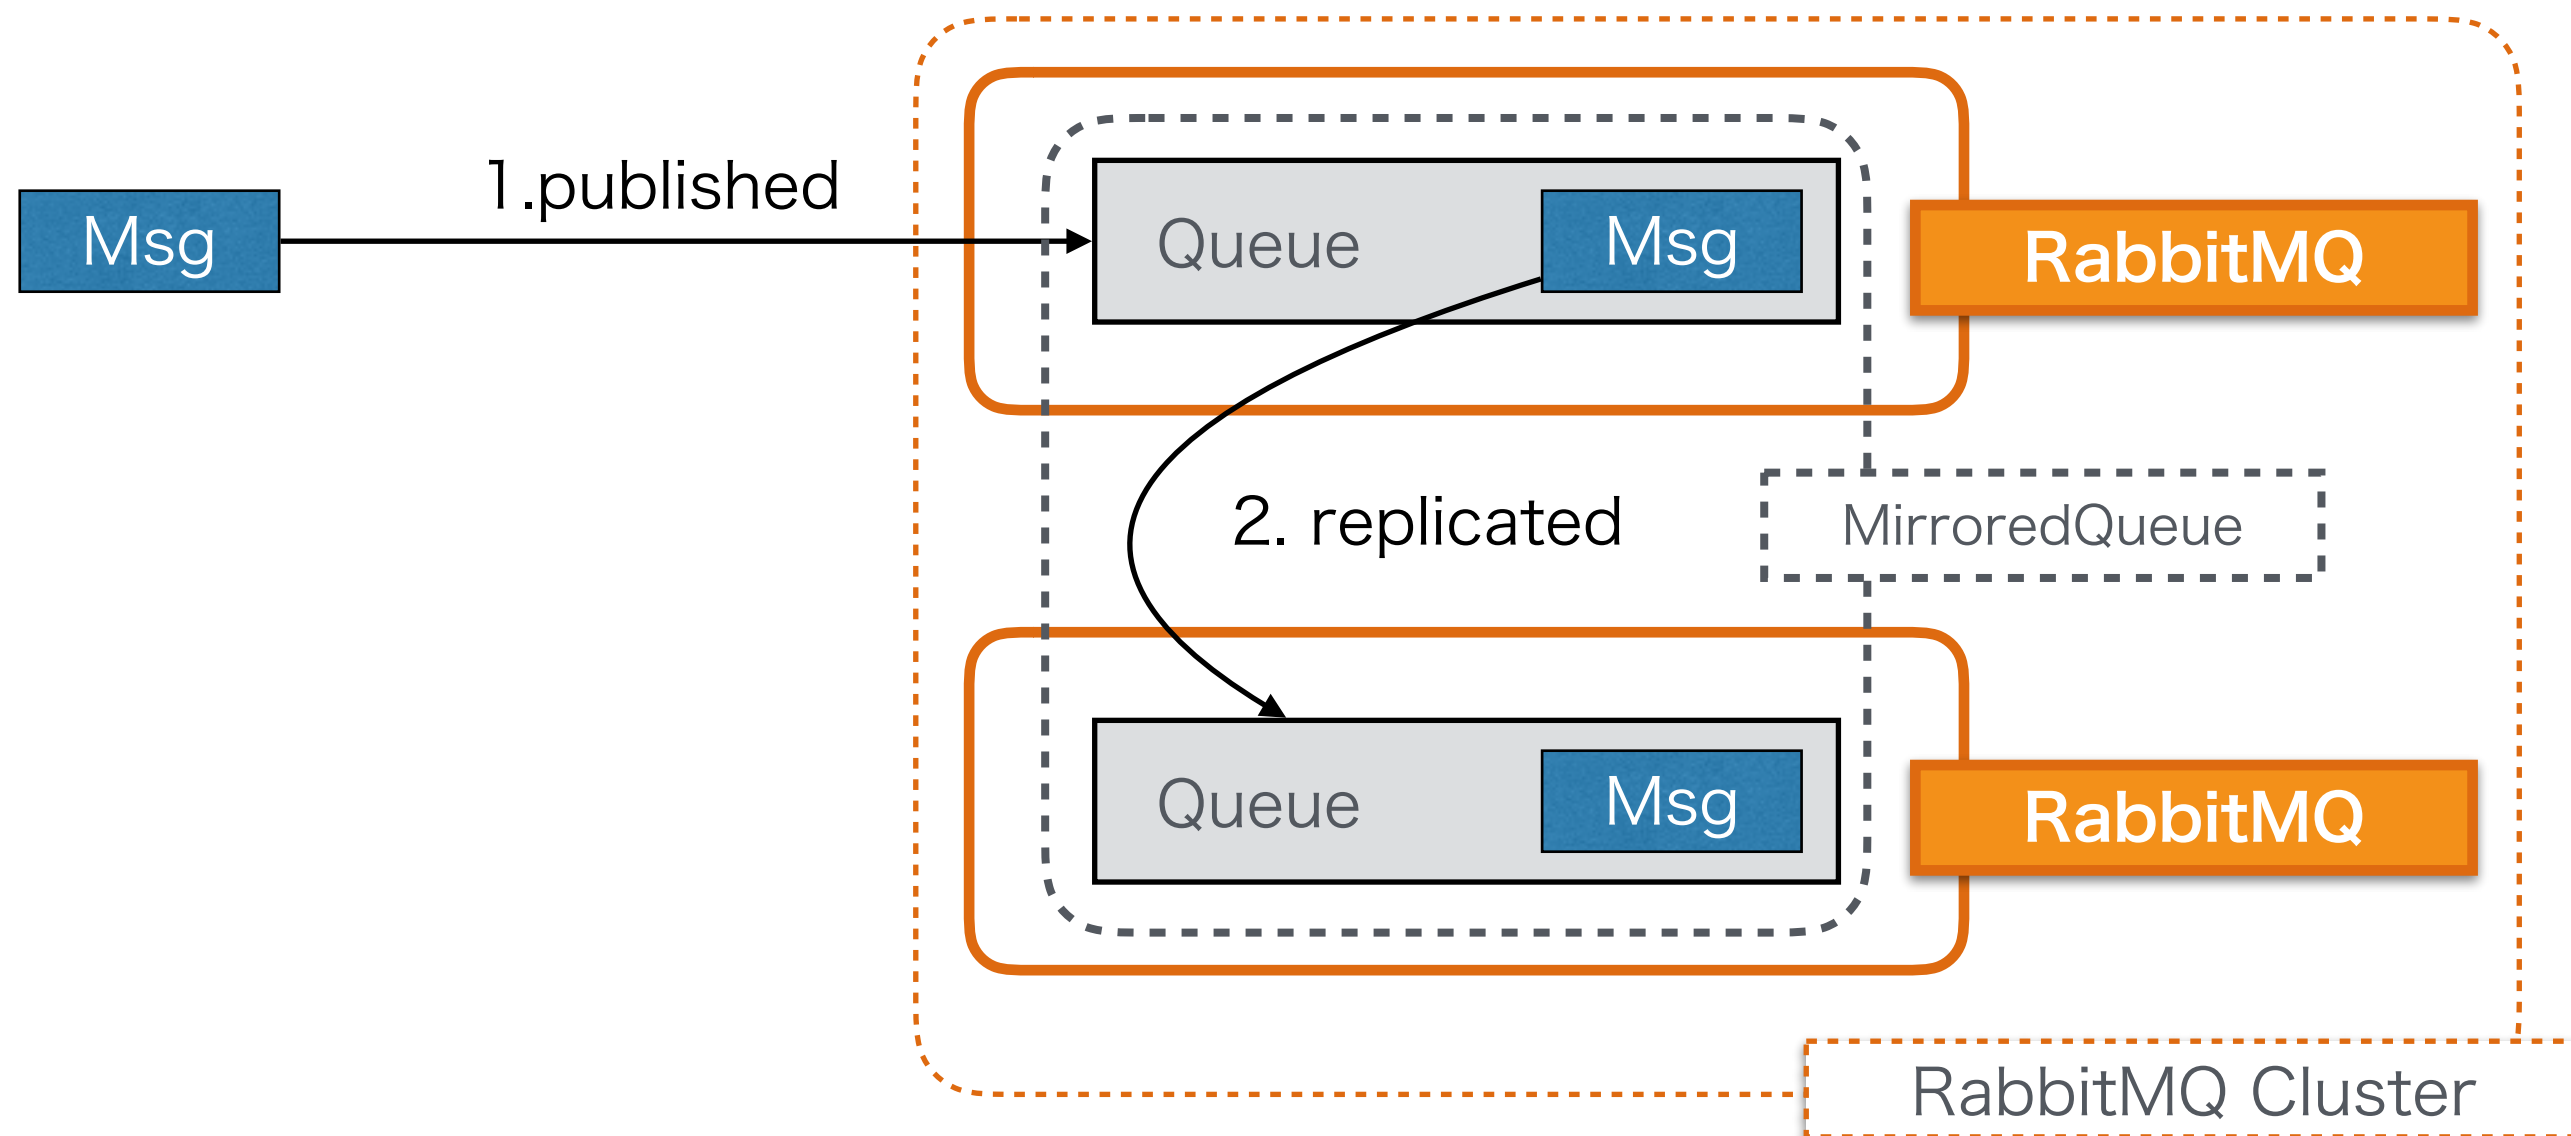 Msg
1.published
Queue
Msg
RabbitMQ
2. replicated
MirroredQueue
Queue
Msg
RabbitMQ
RabbitMQ Cluster